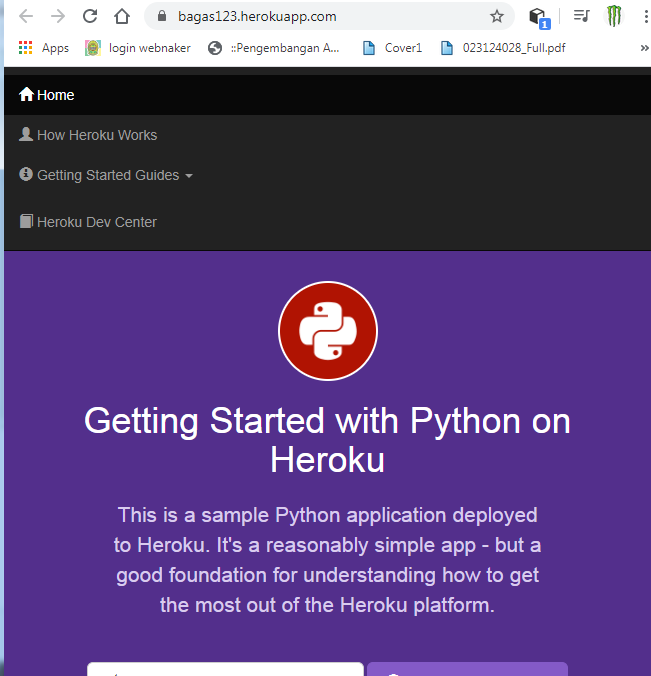 bagas123.herokuapp.com
1
Apps login webnaker ::Pengembangan A... Cover1 023124028_Full.pdf »
Home
How Heroku Works
Getting Started Guides
Heroku Dev Center
Getting Started with Python on
Heroku
This is a sample Python application deployed
to Heroku. It's a reasonably simple app - but a
good foundation for understanding how to get
the most out of the Heroku platform.